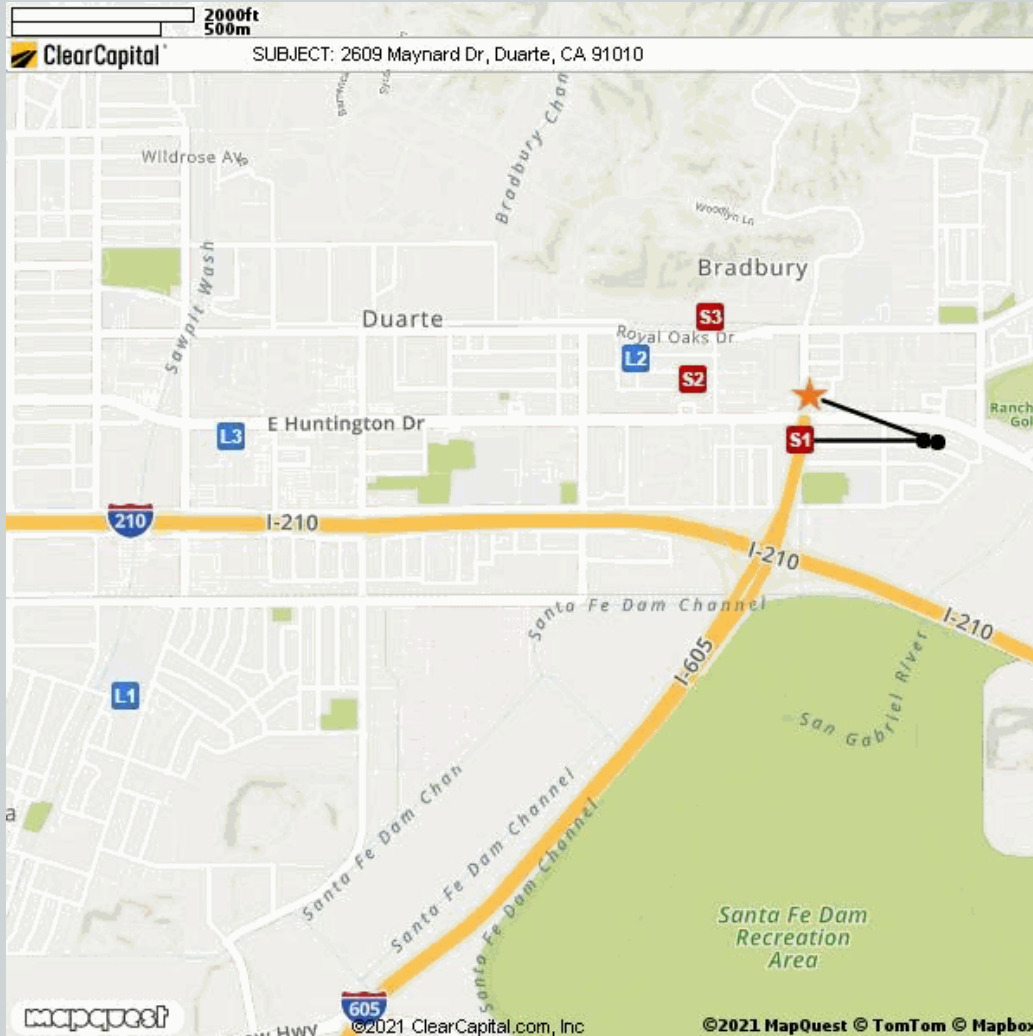 2000ft
500m
ClearCapital
SUBJECT: 2609 Maynard Dr, Duarte, CA 91010
Bradbury Chan
Wildrose Av
Woodlyn Ln
Sawpit Wash
Bradbury
Duarte
S3
Royal Oaks Dr
L2
S2
Ranch
Gol
E Huntington Dr
L3
S1
210
I-210
I-210
Santa Fe Dam Channel
I-210
I-605
San Gabriel River
L1
a
Santa Fe Dam Chan
Santa Fe Dam Channel
Santa Fe Dam Channel
Santa Fe Dam
Recreation
Area
mapquest
605
ow Hwy
©2021 ClearCapital.com, Inc
©2021 MapQuest © TomTom © Mapbox